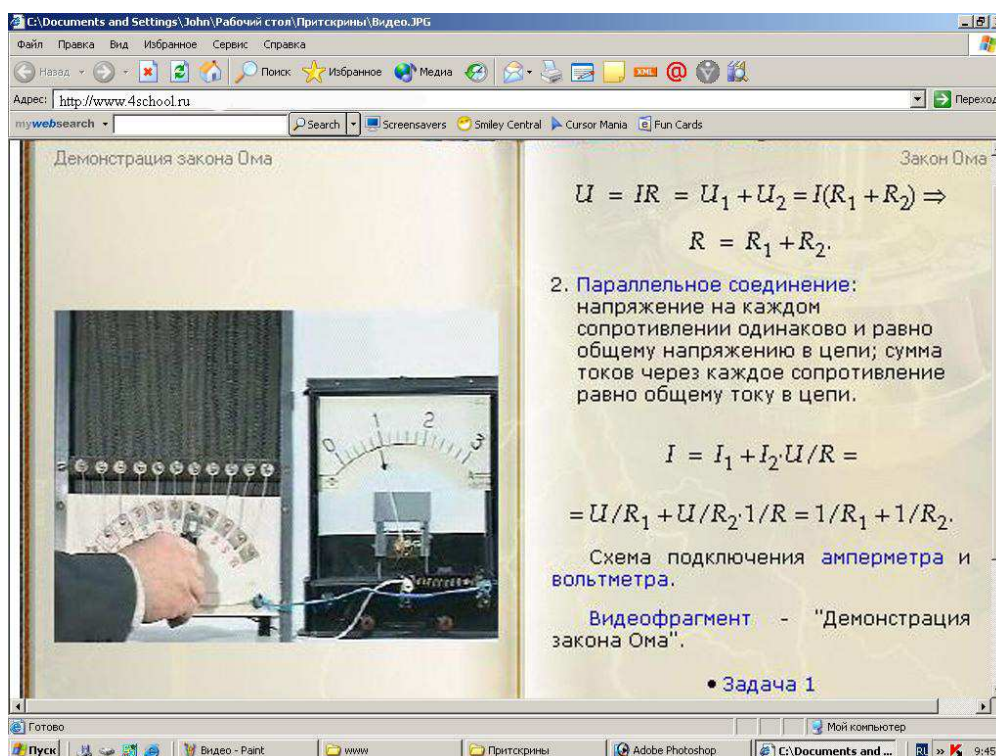 C:\Documents and Settings\John\Рабочий стол\Притскрины\Видео.JPG
Файл Правка Вид Избранное Сервис Справка
Назад Поиск Избранное Медиа
Адрес: http://www.4school.ru Переход
mywebsearch Search Screensavers Smiley Central Cursor Mania Fun Cards
Демонстрация закона Ома
0 1 2 3
Закон Ома
U = IR = U₁ + U₂ = I(R₁ + R₂) ⇒
R = R₁ + R₂.
2. Параллельное соединение:
напряжение на каждом
сопротивлении одинаково и равно
общему напряжению в цепи; сумма
токов через каждое сопротивление
равно общему току в цепи.
I = I₁ + I₂·U/R =
= U/R₁ + U/R₂·1/R = 1/R₁ + 1/R₂.
Схема подключения амперметра и
вольтметра.
Видеофрагмент - "Демонстрация
закона Ома".
• Задача 1
Готово Мой компьютер
Пуск Видео - Paint www Притскрины Adobe Photoshop C:\Documents and ... RU » 9:45